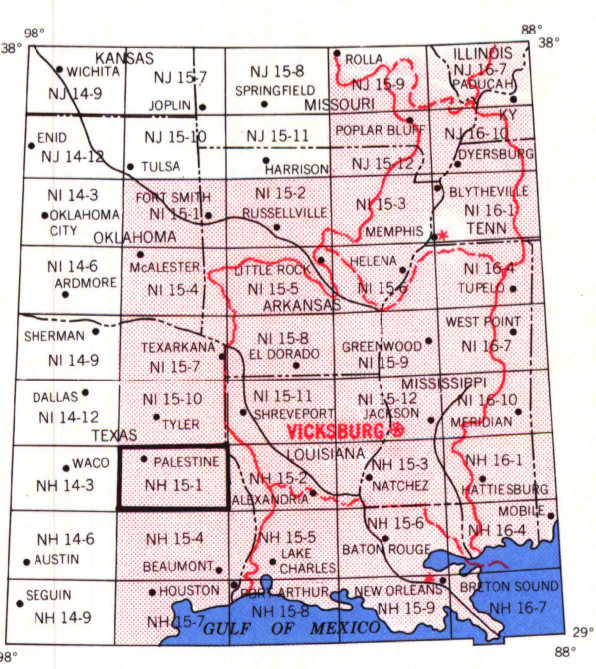 98° 88°
38° 38°
KANSAS
WICHITA
NJ 14-9
NJ 15-7
JOPLIN
NJ 15-8
SPRINGFIELD
MISSOURI
ROLLA
NJ 15-9
ILLINOIS
NJ 16-7
PADUCAH
KY
ENID
NJ 14-12
NJ 15-10
TULSA
NJ 15-11
HARRISON
POPLAR BLUFF
NJ 15-12
NJ 16-10
DYERSBURG
NI 14-3
OKLAHOMA
CITY
FORT SMITH
NI 15-1
OKLAHOMA
NI 15-2
RUSSELLVILLE
NI 15-3
MEMPHIS
BLYTHEVILLE
NI 16-1
TENN
NI 14-6
ARDMORE
McALESTER
NI 15-4
LITTLE ROCK
NI 15-5
ARKANSAS
HELENA
NI 15-6
NI 16-4
TUPELO
SHERMAN
NI 14-9
TEXARKANA
NI 15-7
NI 15-8
EL DORADO
GREENWOOD
NI 15-9
WEST POINT
NI 16-7
DALLAS
NI 14-12
NI 15-10
TYLER
TEXAS
NI 15-11
SHREVEPORT
NI 15-12
JACKSON
MISSISSIPPI
NI 16-10
MERIDIAN
VICKSBURG
WACO
NH 14-3
PALESTINE
NH 15-1
LOUISIANA
NH 15-2
ALEXANDRIA
NH 15-3
NATCHEZ
NH 16-1
HATTIESBURG
NH 14-6
AUSTIN
NH 15-4
BEAUMONT
NH 15-5
LAKE
CHARLES
NH 15-6
BATON ROUGE
MOBILE
NH 16-4
SEGUIN
NH 14-9
HOUSTON
NH 15-7
PORT ARTHUR
NH 15-8
NEW ORLEANS
NH 15-9
BRETON SOUND
NH 16-7
GULF OF MEXICO
29°
98° 88°